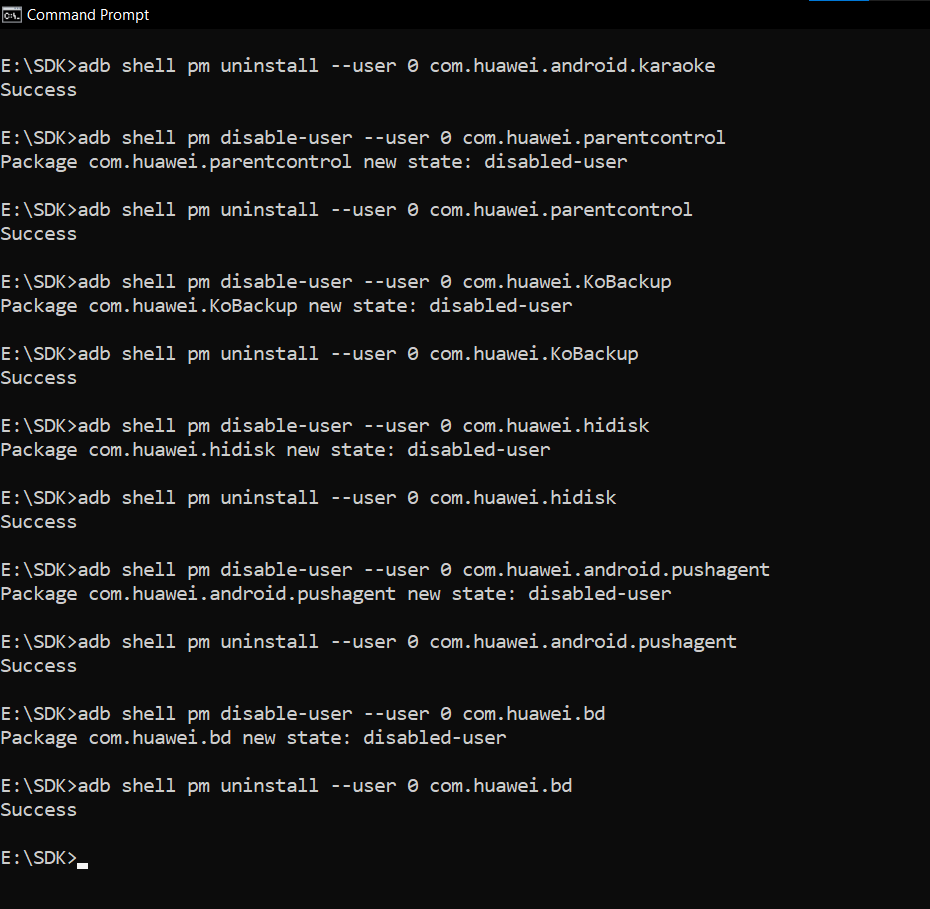 Command Prompt
E:\SDK>adb shell pm uninstall --user 0 com.huawei.android.karaoke
Success
E:\SDK>adb shell pm disable-user --user 0 com.huawei.parentcontrol
Package com.huawei.parentcontrol new state: disabled-user
E:\SDK>adb shell pm uninstall --user 0 com.huawei.parentcontrol
Success
E:\SDK>adb shell pm disable-user --user 0 com.huawei.KoBackup
Package com.huawei.KoBackup new state: disabled-user
E:\SDK>adb shell pm uninstall --user 0 com.huawei.KoBackup
Success
E:\SDK>adb shell pm disable-user --user 0 com.huawei.hidisk
Package com.huawei.hidisk new state: disabled-user
E:\SDK>adb shell pm uninstall --user 0 com.huawei.hidisk
Success
E:\SDK>adb shell pm disable-user --user 0 com.huawei.android.pushagent
Package com.huawei.android.pushagent new state: disabled-user
E:\SDK>adb shell pm uninstall --user 0 com.huawei.android.pushagent
Success
E:\SDK>adb shell pm disable-user --user 0 com.huawei.bd
Package com.huawei.bd new state: disabled-user
E:\SDK>adb shell pm uninstall --user 0 com.huawei.bd
Success
E:\SDK>